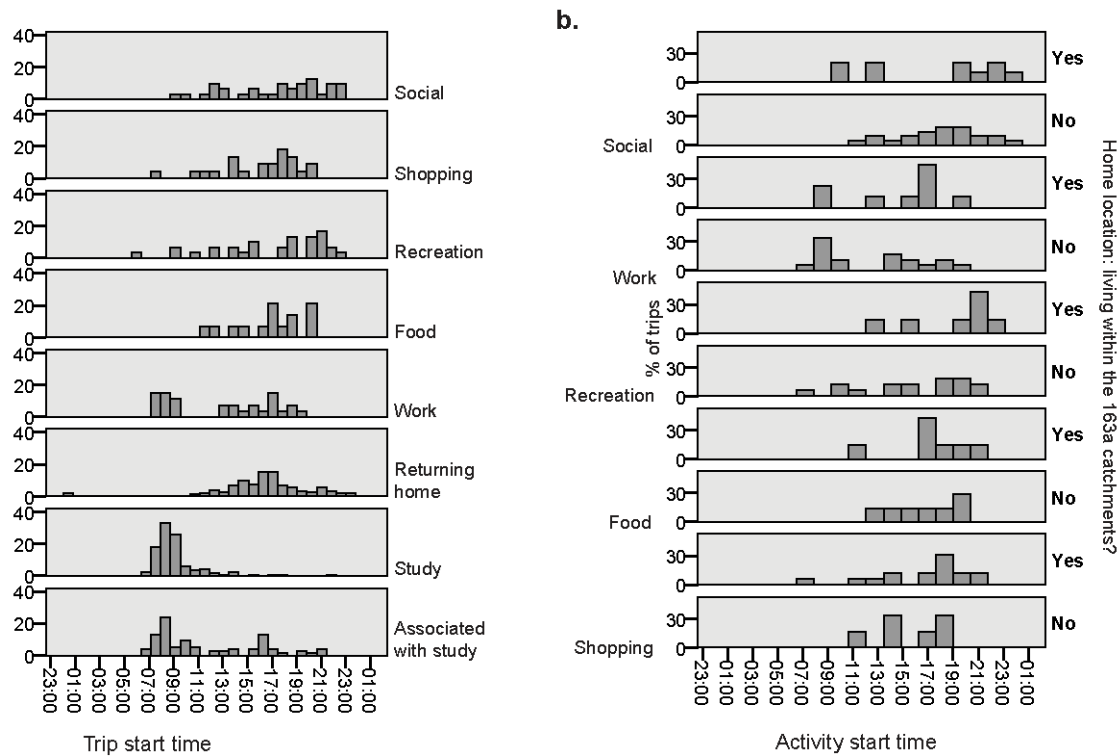 40
20
0
Social
40
20
0
Shopping
40
20
0
Recreation
40
20
0
Food
40
20
0
Work
40
20
0
Returning
home
40
20
0
Study
40
20
0
Associated
with study
23:00
01:00
03:00
05:00
07:00
09:00
11:00
13:00
15:00
17:00
19:00
21:00
23:00
01:00
Trip start time
b.
30
0
Yes
30
0
No
Social
30
0
Yes
30
0
No
Work
30
0
Yes
30
0
No
Recreation
30
0
Yes
30
0
No
Food
30
0
Yes
30
0
No
Shopping
% of trips
Home location: living within the 163a catchments?
23:00
01:00
03:00
05:00
07:00
09:00
11:00
13:00
15:00
17:00
19:00
21:00
23:00
01:00
Activity start time